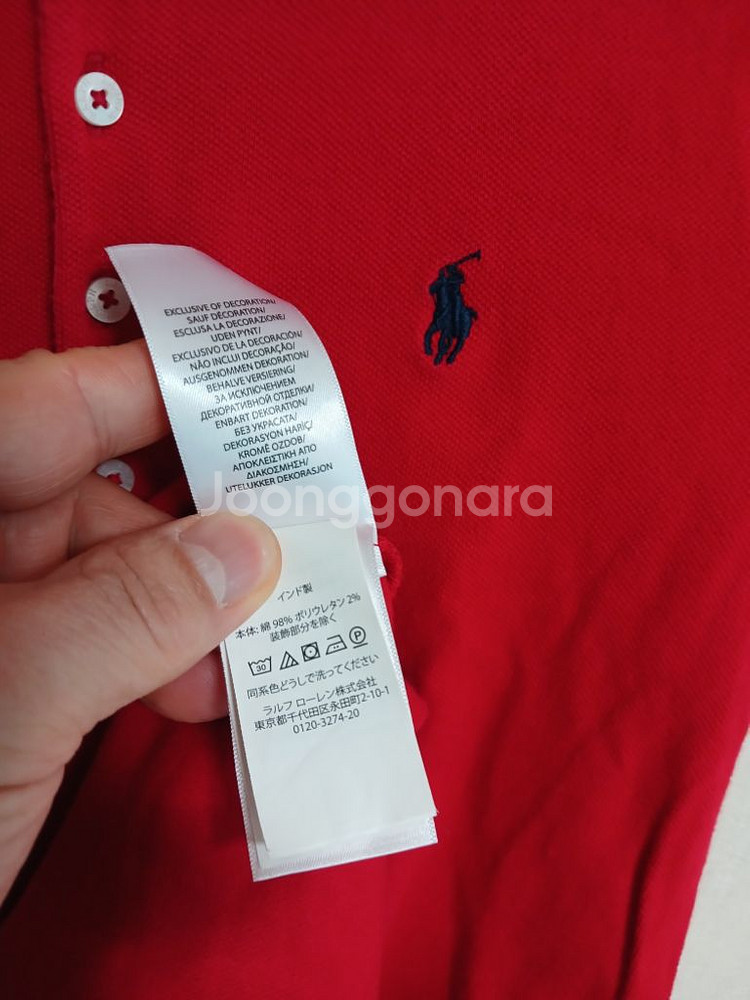 EXCLUSIVE OF DECORATION/
SAUF DÉCORATION/
ESCLUSA LA DECORAZIONE/
UDEN PYNT/
EXCLUSIVO DE LA DECORACIÓN/
NÃO INCLUI DECORAÇÃO/
AUSGENOMMEN DEKORATION/
BEHALVE VERSIERING/
ЗА ИСКЛЮЧЕНИЕМ
ДЕКОРАТИВНОЙ ОТДЕЛКИ/
ENBART DEKORATION/
БЕЗ УКРАСАТА/
DEKORASYON HARİÇ/
KROMĚ OZDOB/
ΑΠΟΚΛΕΙΣΤΙΚΗ ΑΠΟ
ΔΙΑΚΟΣΜΗΣΗ/
UTELUKKER DEKORASJON
Joonggonara
インド製
本体: 綿 98% ポリウレタン 2%
装飾部分を除く
30
同系色どうしで洗ってください
ラルフ ローレン株式会社
東京都千代田区永田町2-10-1
0120-3274-20